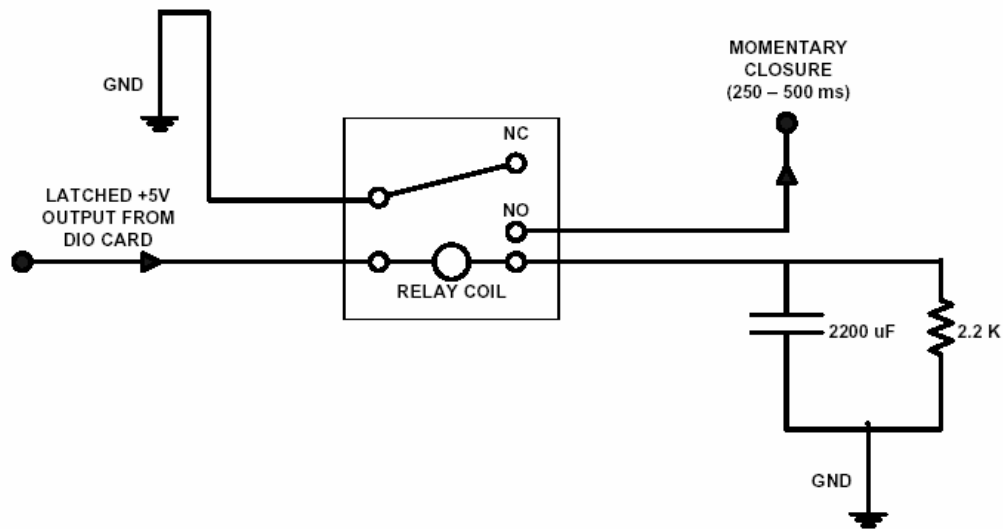 GND
MOMENTARY
CLOSURE
(250 – 500 ms)
NC
LATCHED +5V
OUTPUT FROM
DIO CARD
NO
RELAY COIL
2200 uF
2.2 K
GND